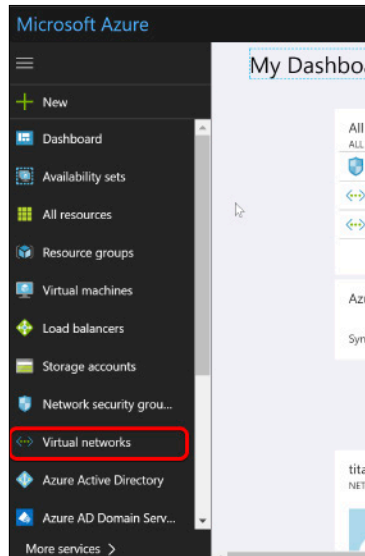 Microsoft Azure
My Dashbo
New
Dashboard
Availability sets
All resources
Resource groups
Virtual machines
Load balancers
Storage accounts
Network security grou...
Virtual networks
Azure Active Directory
Azure AD Domain Serv...
More services
All
ALL
Azu
Syn
tita
NET